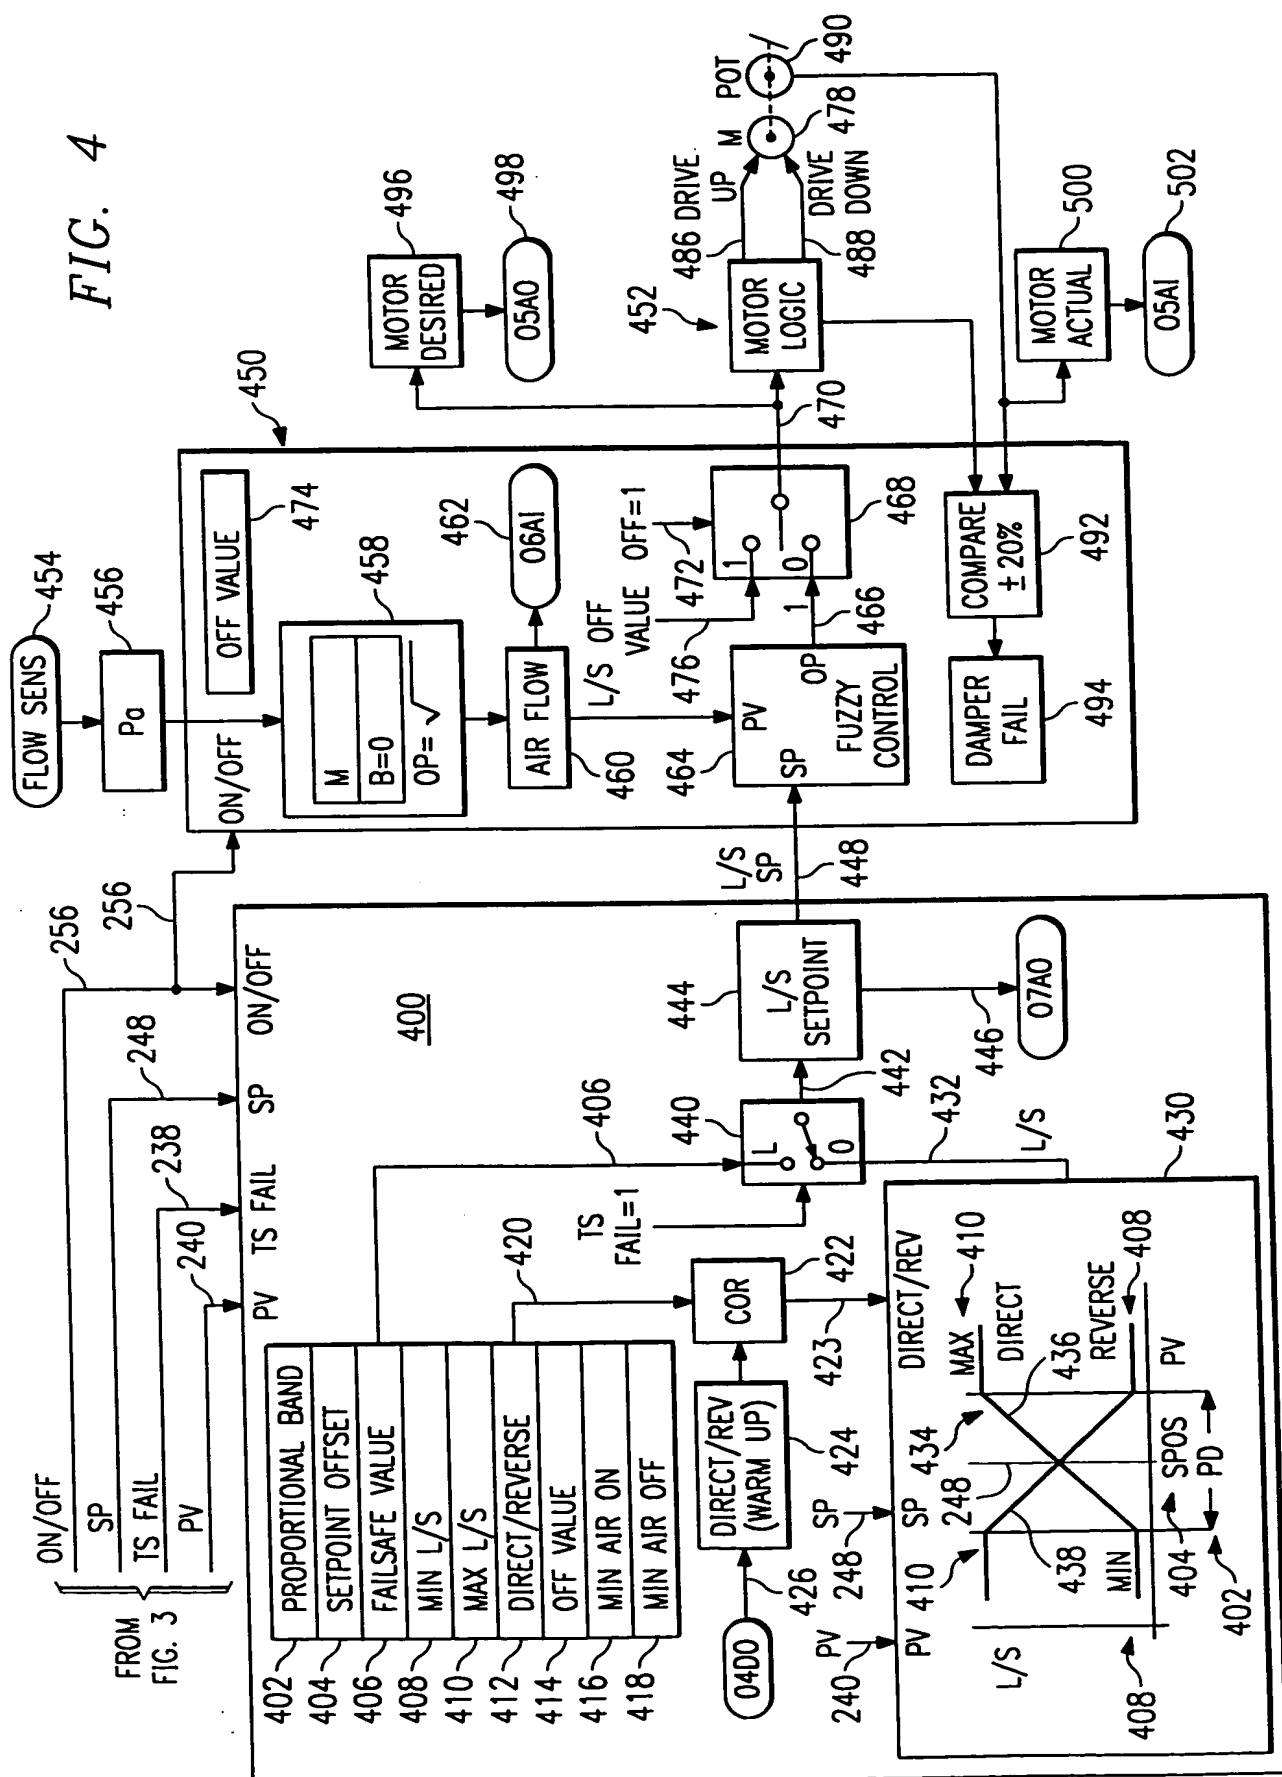 FIG. 4
FROM
FIG. 3
ON/OFF
SP
TS FAIL
PV
256
256
248
238
240
PV
TS FAIL
SP
ON/OFF
400
402 PROPORTIONAL BAND
404 SETPOINT OFFSET
406 FAILSAFE VALUE
408 MIN L/S
410 MAX L/S
412 DIRECT/REVERSE
414 OFF VALUE
416 MIN AIR ON
418 MIN AIR OFF
420
406
TS
FAIL=1
COR
422
423
04DO
426
DIRECT/REV
(WARM UP)
424
440
L
0
442
432
L/S
444
L/S
SETPOINT
446
07AO
L/S
SP
448
PV
240
SP
248
PV
SP
DIRECT/REV
430
L/S
410
434
248
MAX
410
DIRECT
436
438
MIN
REVERSE
408
408
404
SPOS
PV
PD
402
FLOW SENS
454
Pa
456
450
ON/OFF
OFF VALUE
474
M
B=0
OP=√
458
AIR FLOW
460
06AI
462
L/S
OFF
VALUE
OFF=1
476
472
464
PV
SP
OP
FUZZY
CONTROL
1
466
1
0
468
470
DAMPER
FAIL
494
COMPARE
± 20%
492
MOTOR
DESIRED
496
05AO
498
452
MOTOR
LOGIC
486 DRIVE
UP
488 DRIVE
DOWN
M
478
POT
490
MOTOR
ACTUAL
500
05AI
502